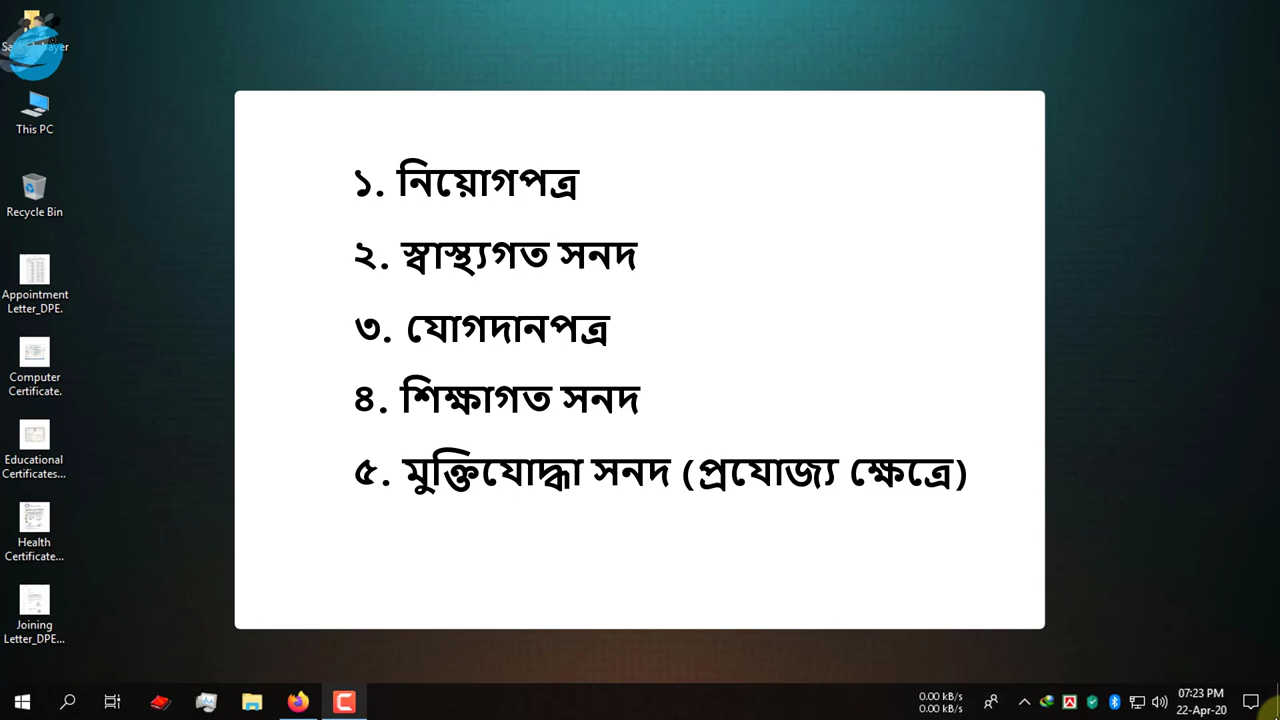 This PC
Recycle Bin
Appointment
Letter_DPE.
Computer
Certificate.
Educational
Certificates...
Health
Certificate...
Joining
Letter_DPE...
১. নিয়োগপত্র
২. স্বাস্থ্যগত সনদ
৩. যোগদানপত্র
৪. শিক্ষাগত সনদ
৫. মুক্তিযোদ্ধা সনদ (প্রযোজ্য ক্ষেত্রে)
0.00 kB/s
0.00 kB/s
07:23 PM
22-Apr-20